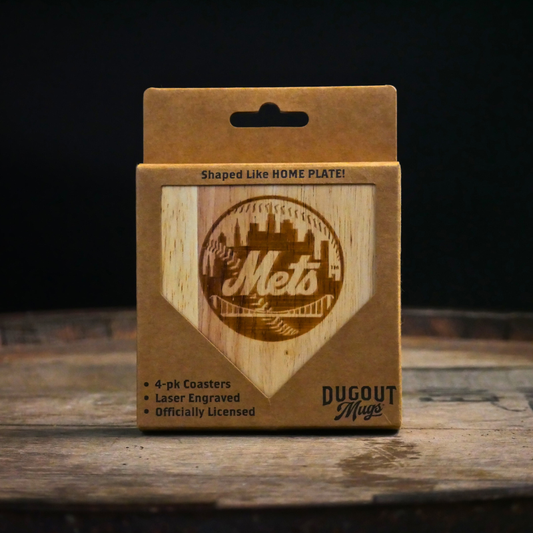 Shaped Like HOME PLATE!
Mets
• 4-pk Coasters
• Laser Engraved
• Officially Licensed
DUGOUT
Mugs